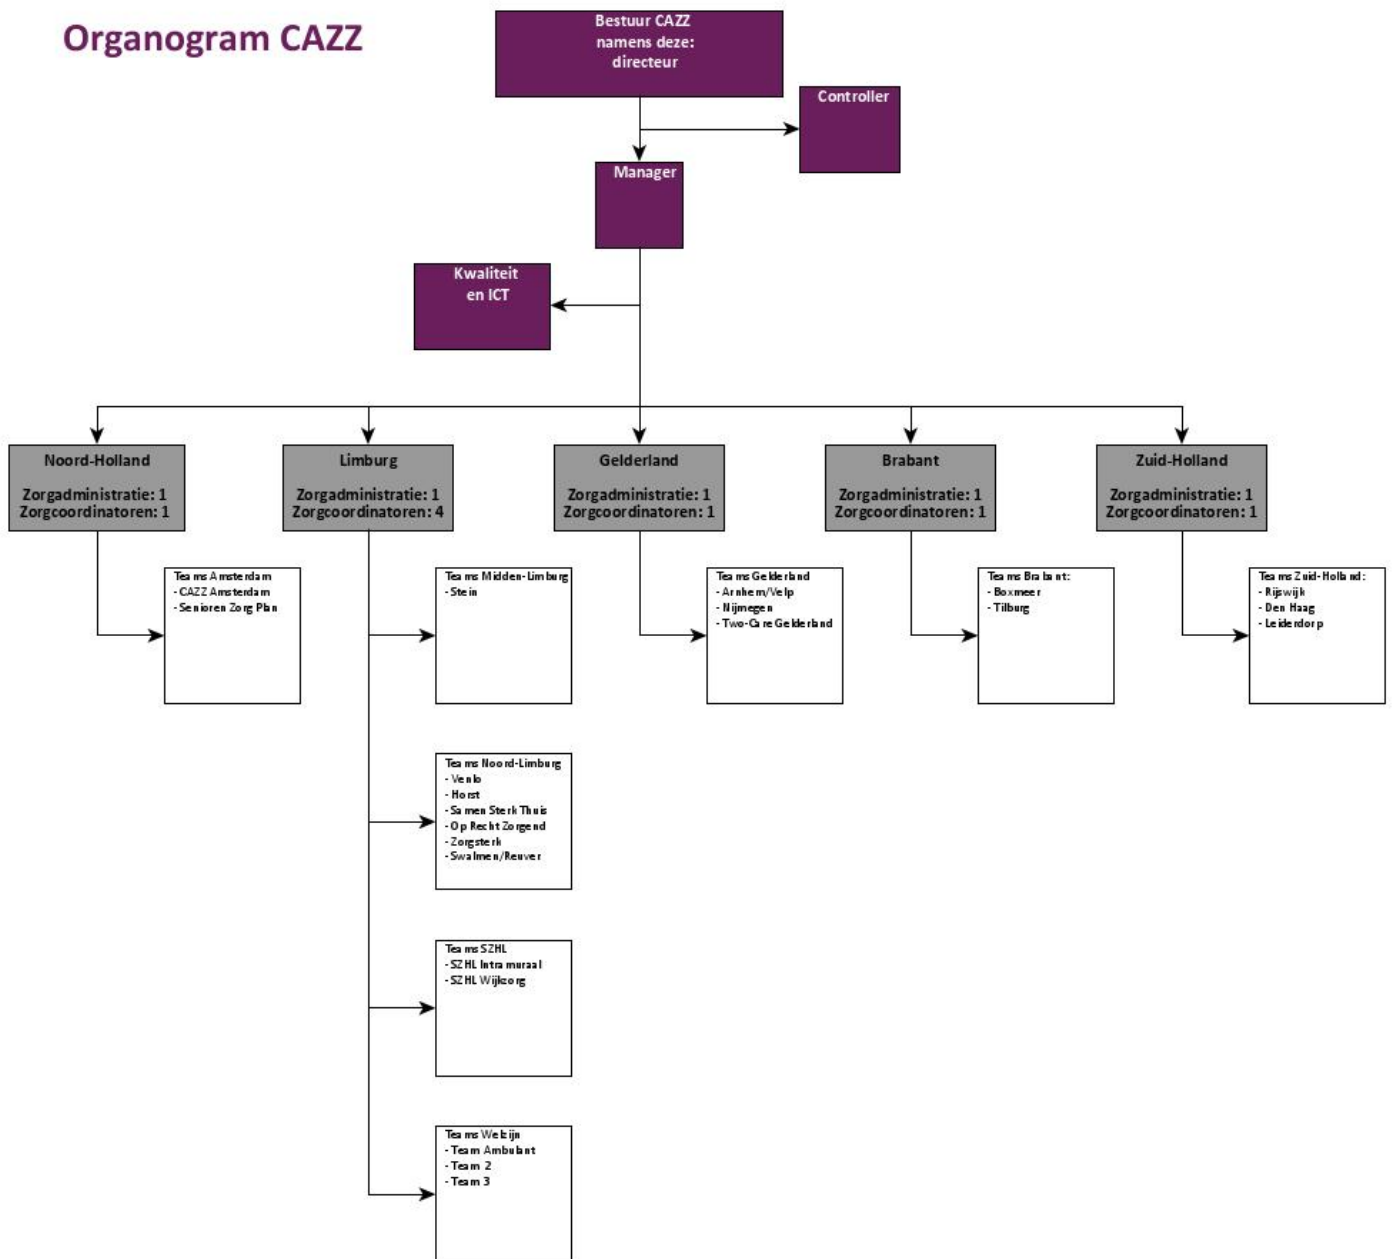 Organogram CAZZ
Bestuur CAZZ
namens deze:
directeur
Controller
Manager
Kwaliteit
en ICT
Noord-Holland
Zorgadministratie: 1
Zorgcoordinatoren: 1
Limburg
Zorgadministratie: 1
Zorgcoordinatoren: 4
Gelderland
Zorgadministratie: 1
Zorgcoordinatoren: 1
Brabant
Zorgadministratie: 1
Zorgcoordinatoren: 1
Zuid-Holland
Zorgadministratie: 1
Zorgcoordinatoren: 1
Teams Amsterdam
- CAZZ Amsterdam
- Senioren Zorg Plan
Teams Midden-Limburg
- Stein
Teams Gelderland
- Arnhem/Velp
- Nijmegen
- Two-Care Gelderland
Teams Brabant:
- Boxmeer
- Tilburg
Teams Zuid-Holland:
- Rijswijk
- Den Haag
- Leiderdorp
Teams Noord-Limburg
- Venlo
- Horst
- Samen Sterk Thuis
- Op Recht Zorgend
- Zorgsterk
- Swalmen/Reuver
Teams SZHL
- SZHL Intramuraal
- SZHL Wijkzorg
Teams Welzijn
- Team Ambulant
- Team 2
- Team 3